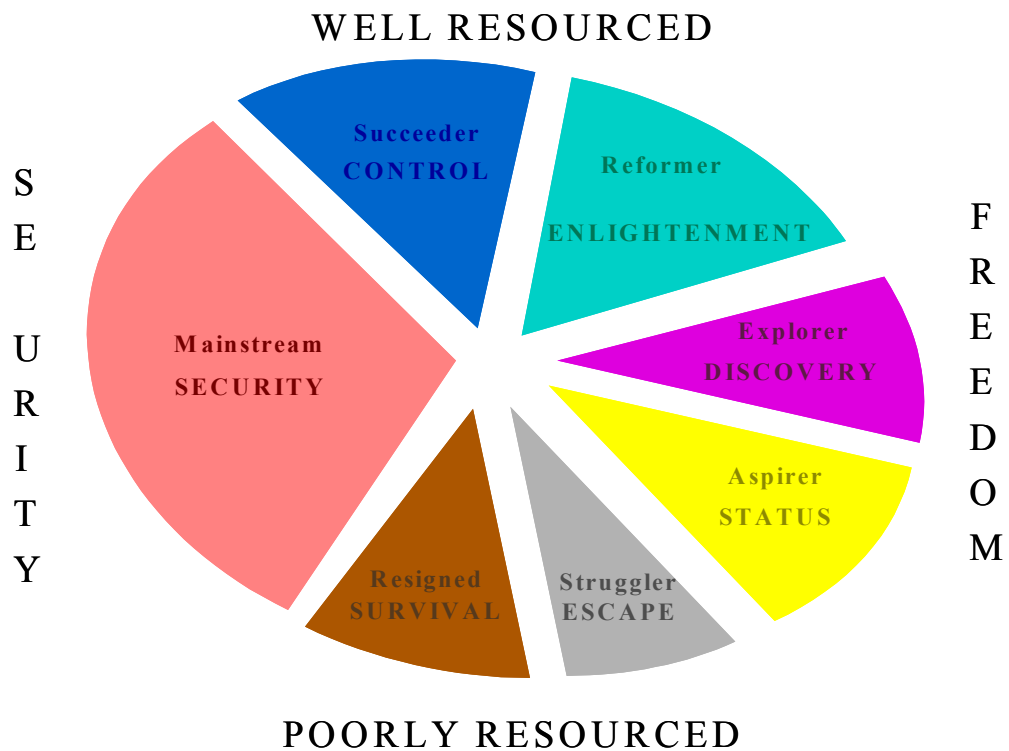 WELL RESOURCED
Succeeder
CONTROL
Reformer
ENLIGHTENMENT
S
E
U
R
I
T
Y
F
R
E
E
D
O
M
Mainstream
SECURITY
Explorer
DISCOVERY
Aspirer
STATUS
Resigned
SURVIVAL
Struggler
ESCAPE
POORLY RESOURCED